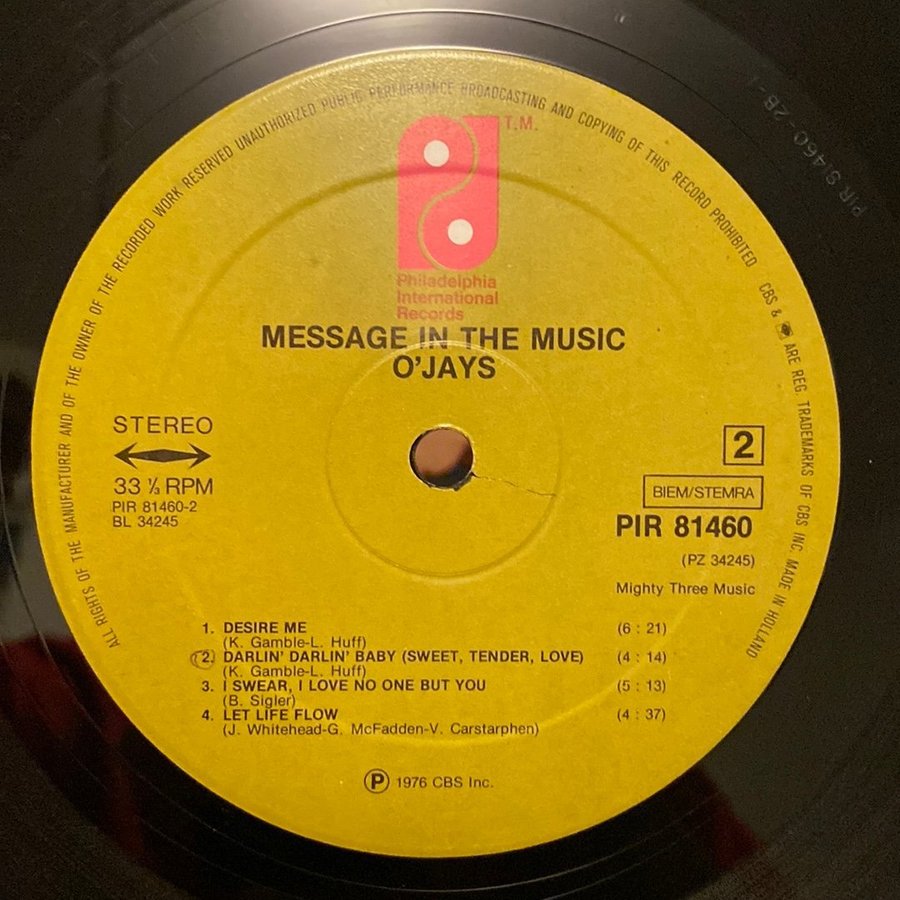 ALL RIGHTS OF THE MANUFACTURER AND OF THE OWNER OF THE RECORDED WORK RESERVED UNAUTHORIZED PUBLIC PERFORMANCE BROADCASTING AND COPYING OF THIS RECORD PROHIBITED
CBS & ARE REG. TRADEMARKS OF CBS INC. MADE IN HOLLAND
PIR 81460-2B-1
T.M.
Philadelphia
International
Records
MESSAGE IN THE MUSIC
O'JAYS
STEREO
33 ⅓ RPM
PIR 81460-2
BL 34245
2
BIEM/STEMRA
PIR 81460
(PZ 34245)
Mighty Three Music
1. DESIRE ME (6 : 21)
(K. Gamble-L. Huff)
2. DARLIN' DARLIN' BABY (SWEET, TENDER, LOVE) (4 : 14)
(K. Gamble-L. Huff)
3. I SWEAR, I LOVE NO ONE BUT YOU (5 : 13)
(B. Sigler)
4. LET LIFE FLOW (4 : 37)
(J. Whitehead-G. McFadden-V. Carstarphen)
Ⓟ 1976 CBS Inc.